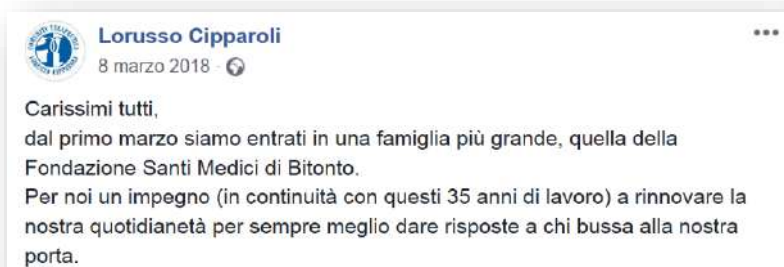 Lorusso Cipparoli
8 marzo 2018 ·
Carissimi tutti,
dal primo marzo siamo entrati in una famiglia più grande, quella della
Fondazione Santi Medici di Bitonto.
Per noi un impegno (in continuità con questi 35 anni di lavoro) a rinnovare la
nostra quotidianetà per sempre meglio dare risposte a chi bussa alla nostra
porta.